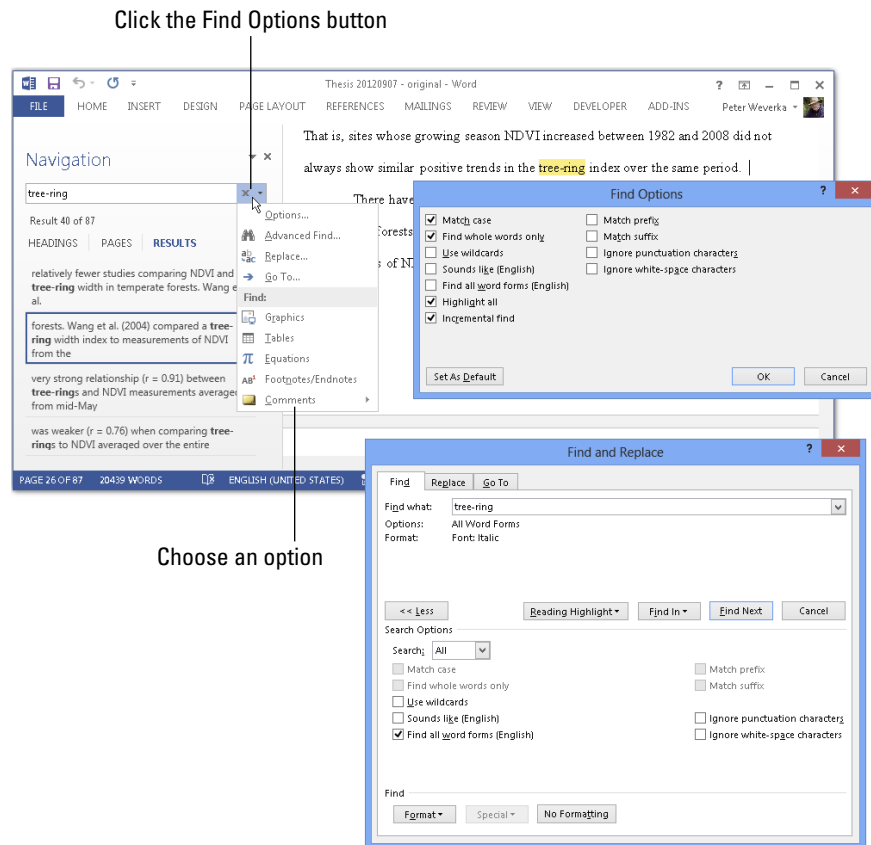 Click the Find Options button
Thesis 20120907 - original - Word
FILE HOME INSERT DESIGN PAGE LAYOUT REFERENCES MAILINGS REVIEW VIEW DEVELOPER ADD-INS Peter Weverka
Navigation
tree-ring
Result 40 of 87
HEADINGS PAGES RESULTS
relatively fewer studies comparing NDVI and
tree-ring width in temperate forests. Wang e
al.
forests. Wang et al. (2004) compared a tree-
ring width index to measurements of NDVI
from the
very strong relationship (r = 0.91) between
tree-rings and NDVI measurements average
from mid-May
was weaker (r = 0.76) when comparing tree-
rings to NDVI averaged over the entire
PAGE 26 OF 87 20439 WORDS ENGLISH (UNITED STATES)
Options...
Advanced Find...
Replace...
Go To...
Find:
Graphics
Tables
Equations
Footnotes/Endnotes
Comments
That is, sites whose growing season NDVI increased between 1982 and 2008 did not
always show similar positive trends in the tree-ring index over the same period.
There have
forests
s of N
Find Options
Match case
Find whole words only
Use wildcards
Sounds like (English)
Find all word forms (English)
Highlight all
Incremental find
Match prefix
Match suffix
Ignore punctuation characters
Ignore white-space characters
Set As Default OK Cancel
Choose an option
Find and Replace
Find Replace Go To
Find what: tree-ring
Options: All Word Forms
Format: Font: Italic
<< Less Reading Highlight Find In Find Next Cancel
Search Options
Search: All
Match case
Find whole words only
Use wildcards
Sounds like (English)
Find all word forms (English)
Match prefix
Match suffix
Ignore punctuation characters
Ignore white-space characters
Find
Format Special No Formatting